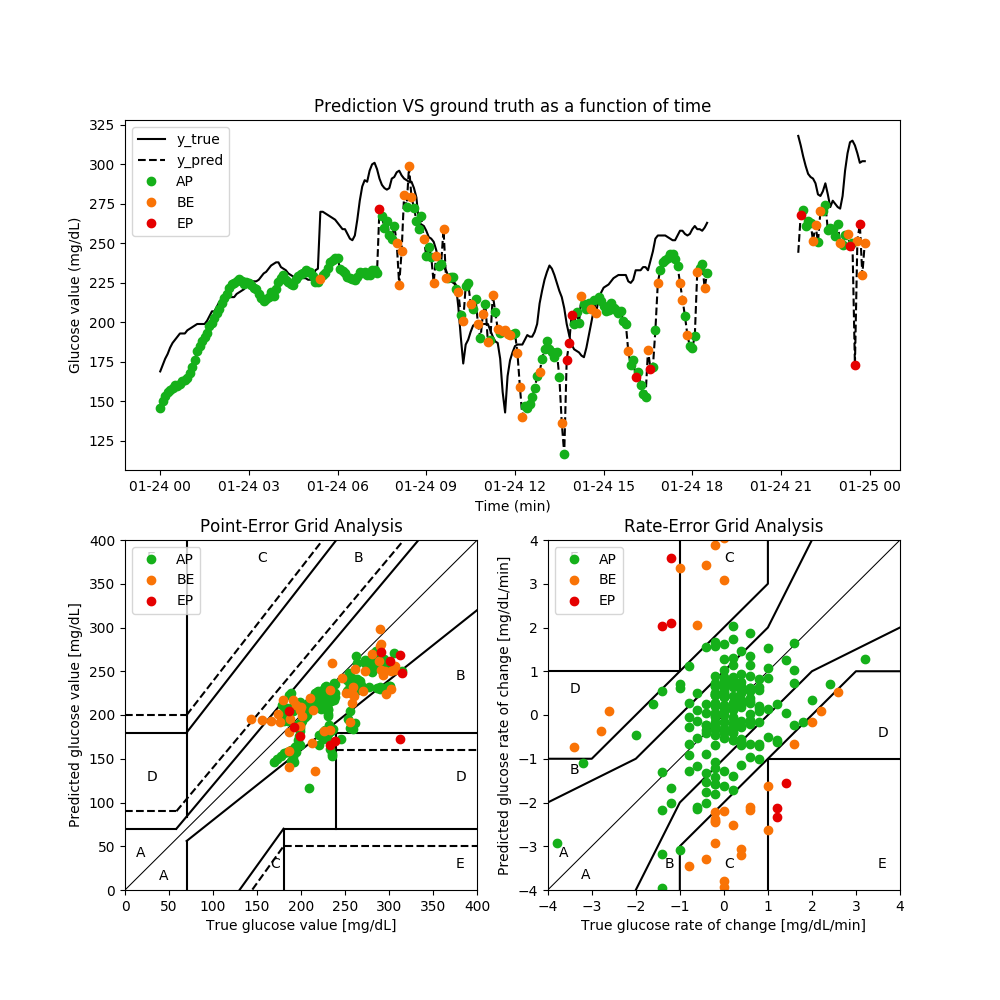 Prediction VS ground truth as a function of time
Glucose value (mg/dL)
325
300
275
250
225
200
175
150
125
y_true
y_pred
AP
BE
EP
01-24 00 01-24 03 01-24 06 01-24 09 01-24 12 01-24 15 01-24 18 01-24 21 01-25 00
Time (min)
Point-Error Grid Analysis
Predicted glucose value [mg/dL]
400
350
300
250
200
150
100
50
0
AP
BE
EP
C
B
B
D
D
A
A
C
E
0 50 100 150 200 250 300 350 400
True glucose value [mg/dL]
Rate-Error Grid Analysis
Predicted glucose rate of change [mg/dL/min]
4
3
2
1
0
−1
−2
−3
−4
AP
BE
EP
C
D
D
B
A
A
B
C
E
−4 −3 −2 −1 0 1 2 3 4
True glucose rate of change [mg/dL/min]